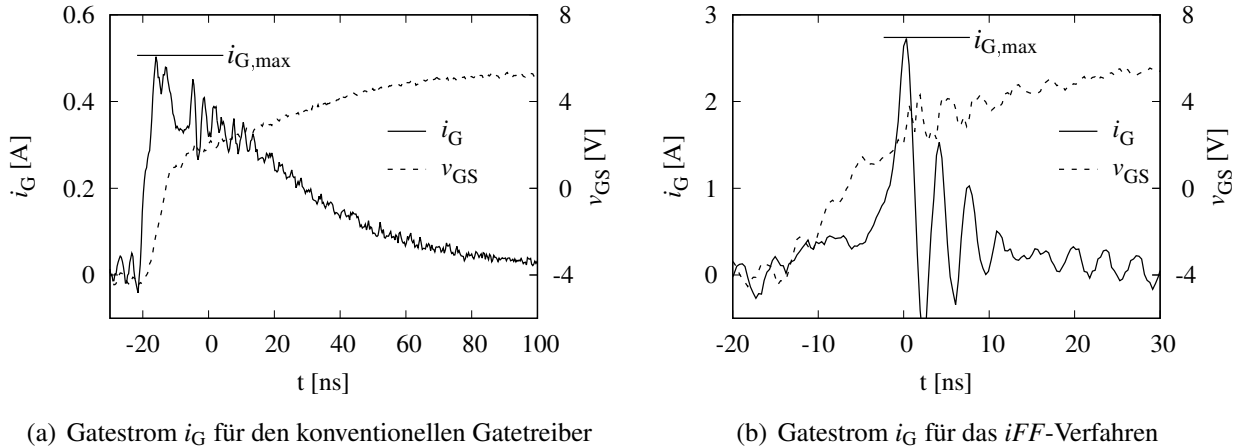 0.6
0.4
0.2
0
8
4
0
-4
-20 0 20 40 60 80 100
i_G [A]
v_GS [V]
t [ns]
i_G,max
i_G
v_GS
(a) Gatestrom i_G für den konventionellen Gatetreiber
3
2
1
0
8
4
0
-4
-20 -10 0 10 20 30
i_G [A]
v_GS [V]
t [ns]
i_G,max
i_G
v_GS
(b) Gatestrom i_G für das iFF-Verfahren